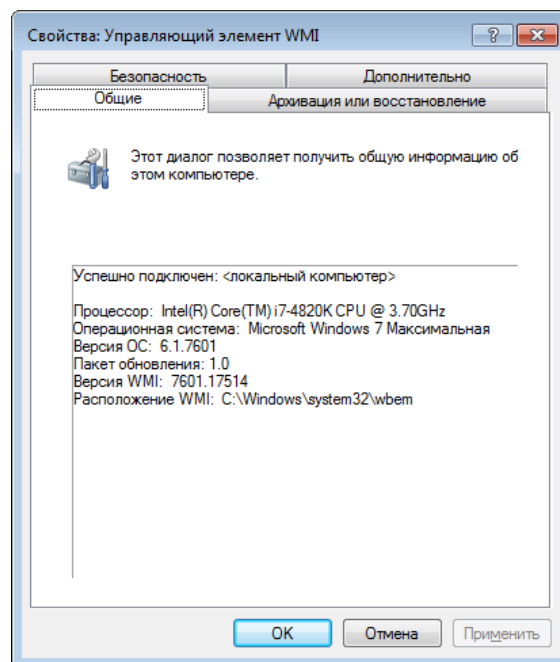 Свойства: Управляющий элемент WMI
Безопасность
Дополнительно
Общие
Архивация или восстановление
Этот диалог позволяет получить общую информацию об
этом компьютере.
Успешно подключен: <локальный компьютер>
Процессор: Intel(R) Core(TM) i7-4820K CPU @ 3.70GHz
Операционная система: Microsoft Windows 7 Максимальная
Версия ОС: 6.1.7601
Пакет обновления: 1.0
Версия WMI: 7601.17514
Расположение WMI: C:\Windows\system32\wbem
OK
Отмена
Применить